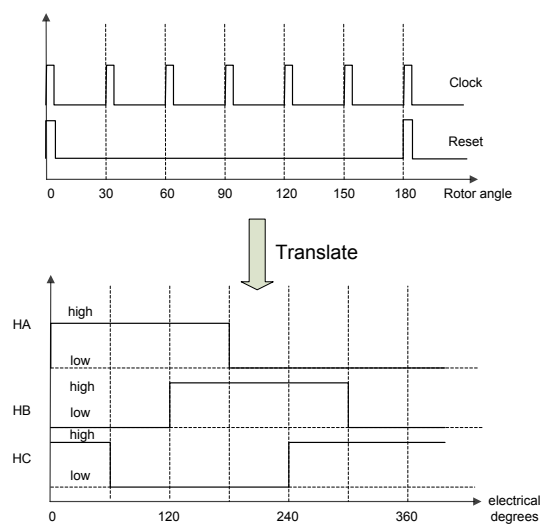 Clock
Reset
0 30 60 90 120 150 180 Rotor angle
Translate
HA high
low
high
HB low
high
HC
low
electrical
0 120 240 360 degrees